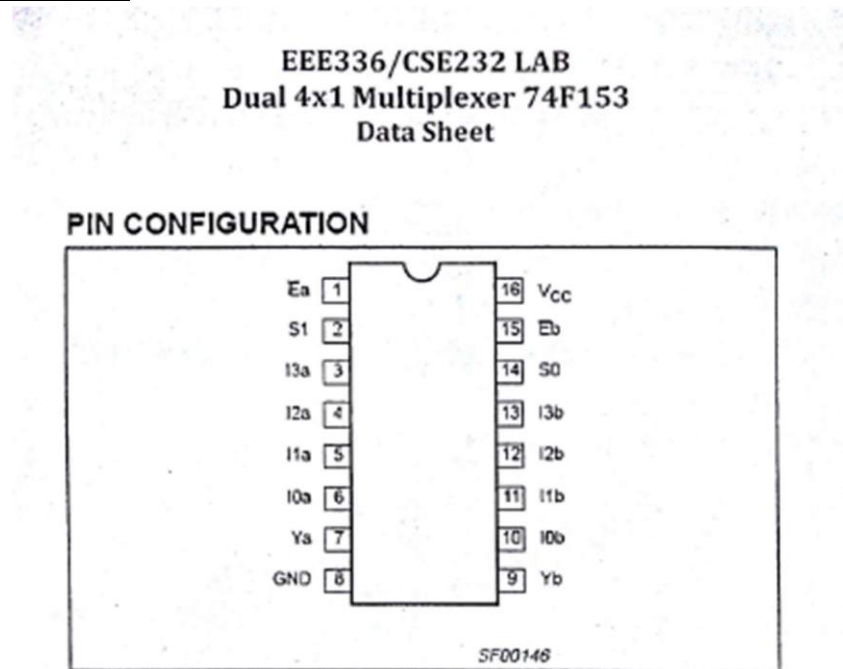 EEE336/CSE232 LAB
Dual 4x1 Multiplexer 74F153
Data Sheet
PIN CONFIGURATION
Ea 1 16 VCC
S1 2 15 Eb
I3a 3 14 S0
I2a 4 13 I3b
I1a 5 12 I2b
I0a 6 11 I1b
Ya 7 10 I0b
GND 8 9 Yb
SF00146